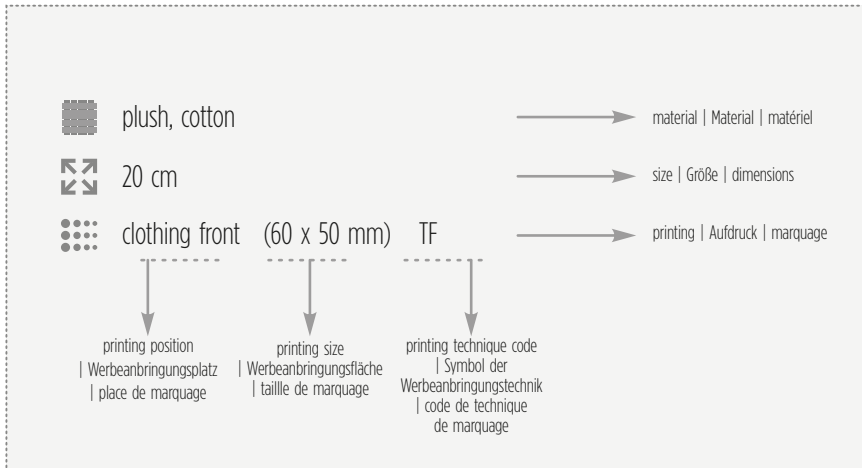 plush, cotton
material | Material | matériel
20 cm
size | Größe | dimensions
clothing front (60 x 50 mm) TF
printing | Aufdruck | marquage
printing position
| Werbeanbringungsplatz
| place de marquage
printing size
| Werbeanbringungsfläche
| taillle de marquage
printing technique code
| Symbol der
Werbeanbringungstechnik
| code de technique
de marquage